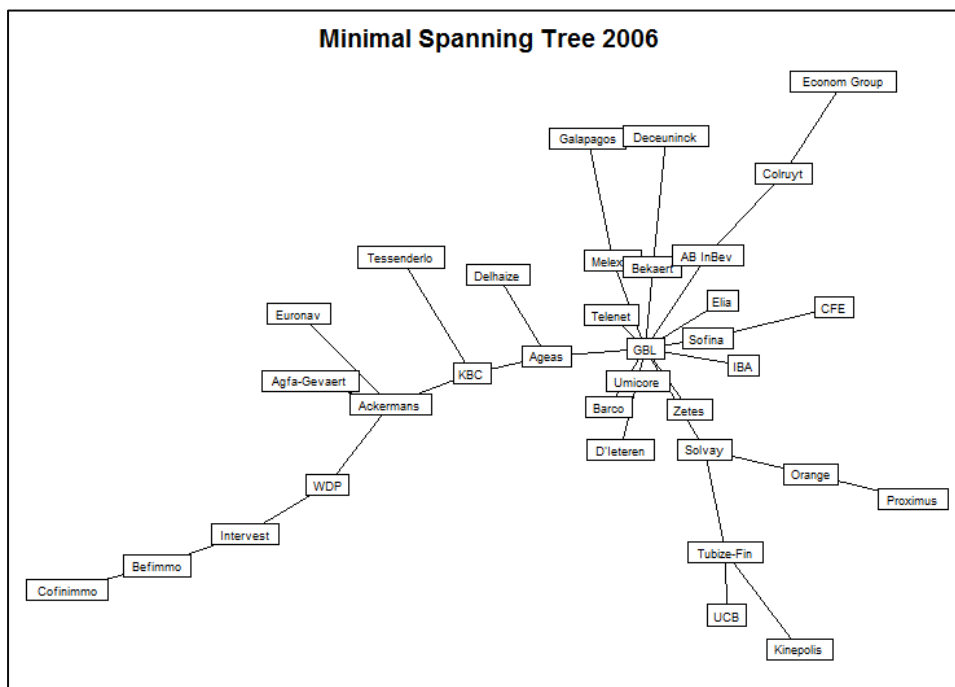 Minimal Spanning Tree 2006
Econom Group
Galapagos
Deceuninck
Colruyt
Tessenderlo
Melex
Bekaert
AB InBev
Delhaize
Elia
CFE
Euronav
Telenet
Sofina
GBL
Ageas
IBA
KBC
Agfa-Gevaert
Umicore
Ackermans
Barco
Zetes
D'Ieteren
Solvay
Orange
WDP
Proximus
Intervest
Tubize-Fin
Befimmo
Cofinimmo
UCB
Kinepolis